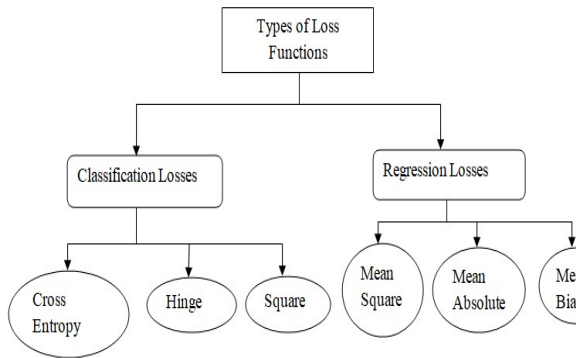 Types of Loss
Functions
Classification Losses
Regression Losses
Cross
Entropy
Hinge
Square
Mean
Square
Mean
Absolute